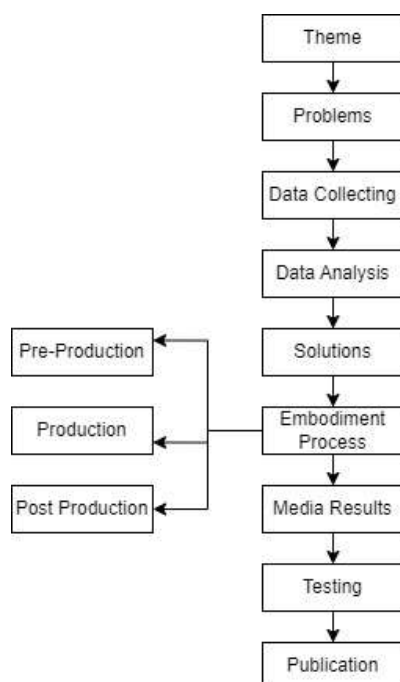 Theme
Problems
Data Collecting
Data Analysis
Solutions
Pre-Production
Production
Post Production
Embodiment
Process
Media Results
Testing
Publication